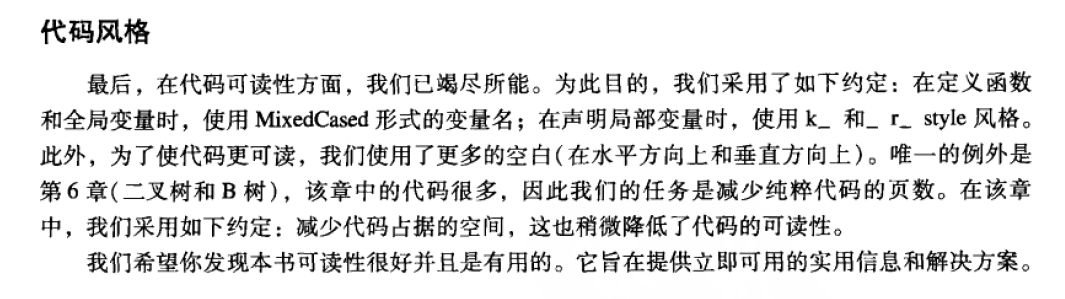 代码风格
最后，在代码可读性方面，我们已竭尽所能。为此目的，我们采用了如下约定：在定义函数
和全局变量时，使用 MixedCased 形式的变量名；在声明局部变量时，使用 k_ 和_ r_ style 风格。
此外，为了使代码更可读，我们使用了更多的空白(在水平方向上和垂直方向上)。唯一的例外是
第 6 章(二叉树和 B 树)，该章中的代码很多，因此我们的任务是减少纯粹代码的页数。在该章
中，我们采用如下约定：减少代码占据的空间，这也稍微降低了代码的可读性。
我们希望你发现本书可读性很好并且是有用的。它旨在提供立即可用的实用信息和解决方案。